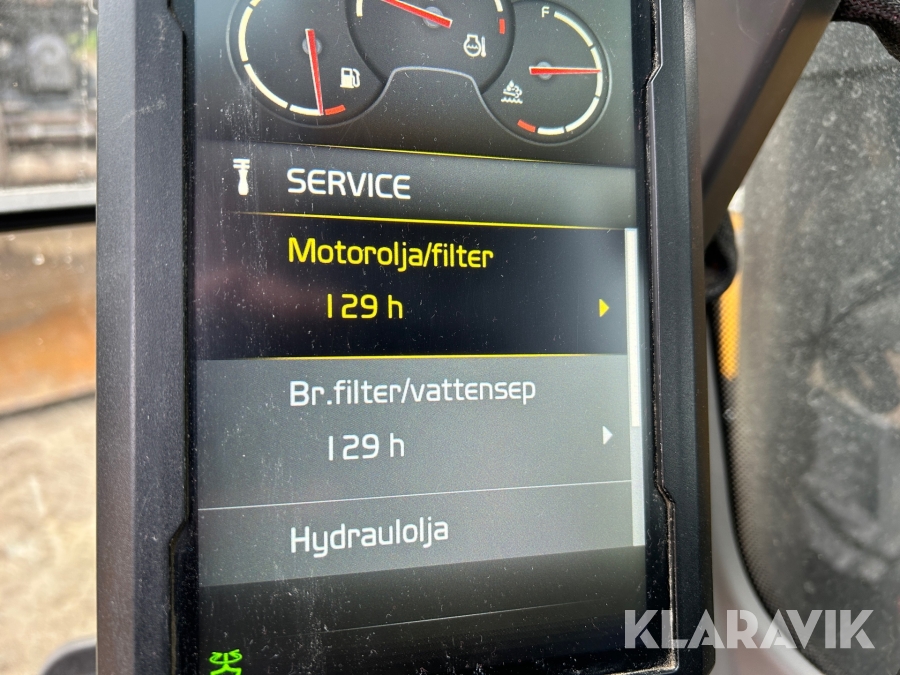 F
SERVICE
Motorolja/filter
129 h
Br.filter/vattensep
129 h
Hydraulolja
KLARAVIK